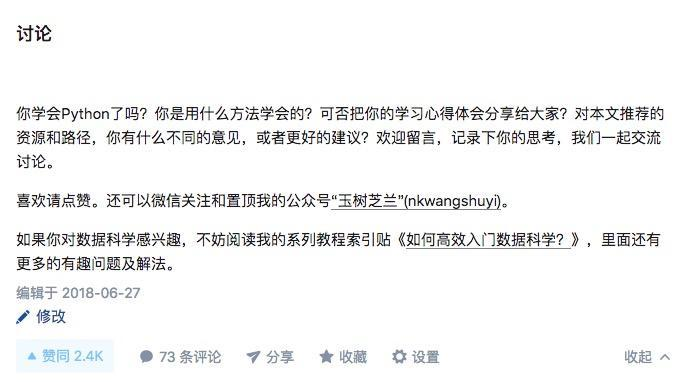 讨论
你学会Python了吗？你是用什么方法学会的？可否把你的学习心得体会分享给大家？对本文推荐的
资源和路径，你有什么不同的意见，或者更好的建议？欢迎留言，记录下你的思考，我们一起交流
讨论。
喜欢请点赞。还可以微信关注和置顶我的公众号“玉树芝兰”(nkwangshuyi)。
如果你对数据科学感兴趣，不妨阅读我的系列教程索引贴《如何高效入门数据科学？》，里面还有
更多的有趣问题及解法。
编辑于 2018-06-27
修改
赞同 2.4K 73 条评论 分享 收藏 设置 收起